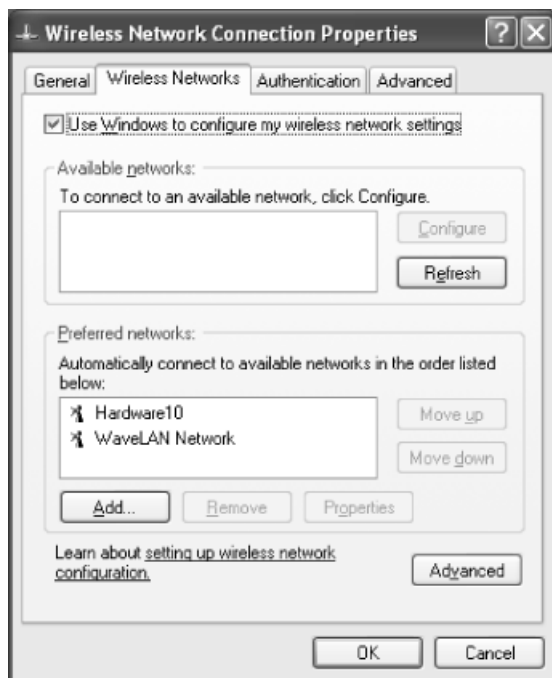 Wireless Network Connection Properties
General Wireless Networks Authentication Advanced
Use Windows to configure my wireless network settings
Available networks:
To connect to an available network, click Configure.
Configure
Refresh
Preferred networks:
Automatically connect to available networks in the order listed
below:
Hardware10
WaveLAN Network
Move up
Move down
Add... Remove Properties
Learn about setting up wireless network
configuration.
Advanced
OK Cancel